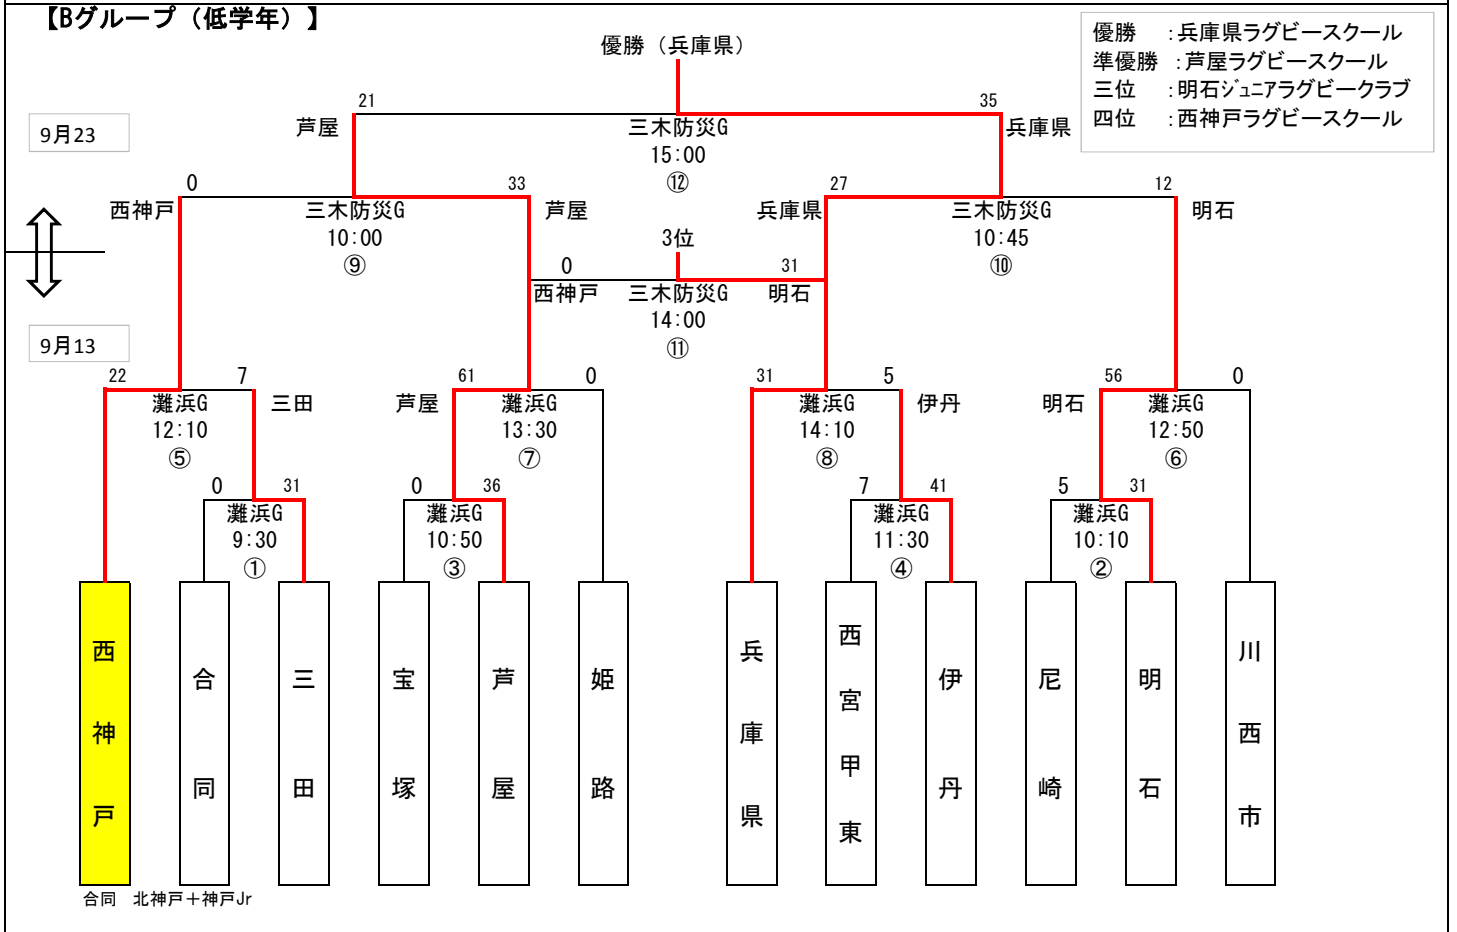 【Bグループ（低学年）】
優勝　：兵庫県ラグビースクール
準優勝　：芦屋ラグビースクール
三位　：明石ジュニアラグビークラブ
四位　：西神戸ラグビースクール
優勝（兵庫県）
21 35
9月23
芦屋 三木防災G 兵庫県
15:00
⑫
0 33 27 12
西神戸 三木防災G 芦屋 兵庫県 三木防災G 明石
10:00 3位 10:45
⑨ ⑩
0 31
西神戸 三木防災G 明石
14:00
⑪
9月13
22 7 61 0 31 5 56 0
灘浜G 三田 芦屋 灘浜G 灘浜G 伊丹 明石 灘浜G
12:10 13:30 14:10 12:50
⑤ ⑦ ⑧ ⑥
0 31 0 36 7 41 5 31
灘浜G 灘浜G 灘浜G 灘浜G
9:30 10:50 11:30 10:10
① ③ ④ ②
西神戸
合同
三田
宝塚
芦屋
姫路
兵庫県
西宮甲東
伊丹
尼崎
明石
川西市
合同　北神戸＋神戸Jr